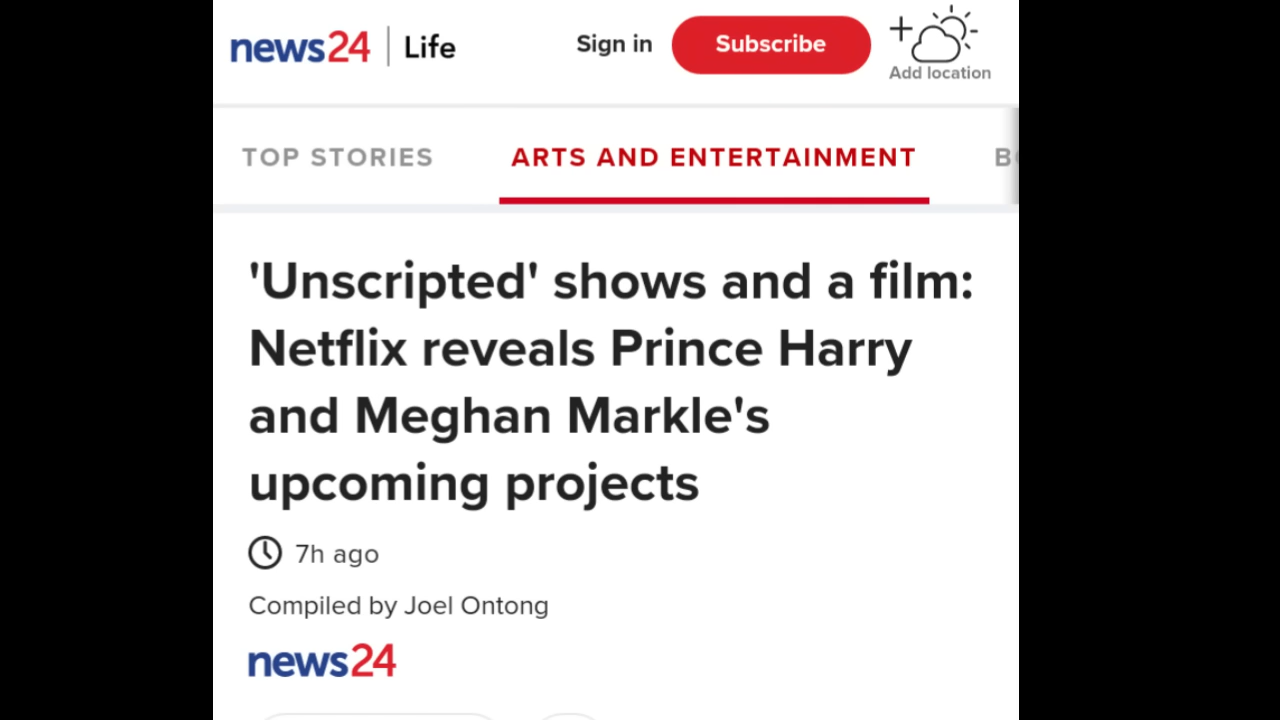 news24 | Life
Sign in
Subscribe
Add location
TOP STORIES
ARTS AND ENTERTAINMENT
'Unscripted' shows and a film:
Netflix reveals Prince Harry
and Meghan Markle's
upcoming projects
7h ago
Compiled by Joel Ontong
news24